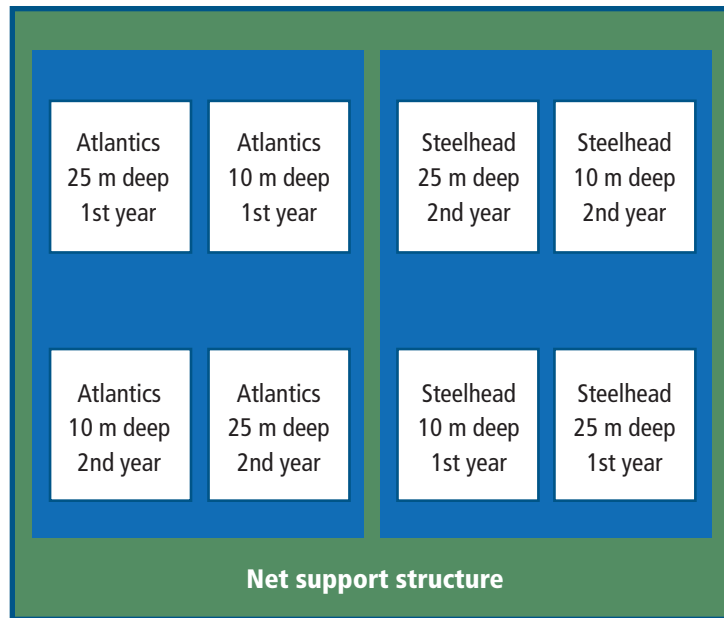 Atlantics
25 m deep
1st year
Atlantics
10 m deep
1st year
Steelhead
25 m deep
2nd year
Steelhead
10 m deep
2nd year
Atlantics
10 m deep
2nd year
Atlantics
25 m deep
2nd year
Steelhead
10 m deep
1st year
Steelhead
25 m deep
1st year
Net support structure